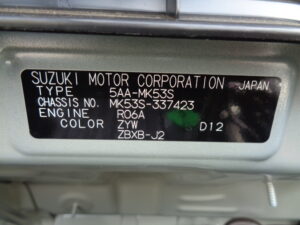 SUZUKI MOTOR CORPORATION JAPAN
TYPE 5AA-MK53S
CHASSIS NO. MK53S-337423
ENGINE R06A
COLOR ZYW D12
ZBXB-J2